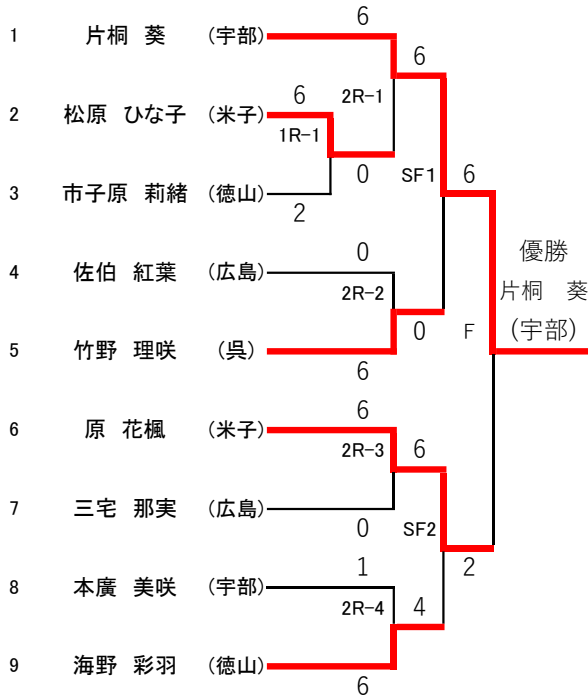 6
1 片桐 葵 (宇部)
6
2R-1
6
2 松原 ひな子 (米子)
1R-1
0 SF1 6
3 市子原 莉緒 (徳山)
2
優勝
0
4 佐伯 紅葉 (広島)
片桐 葵
2R-2
0 F (宇部)
5 竹野 理咲 (呉)
6
6
6 原 花楓 (米子)
2R-3 6
7 三宅 那実 (広島)
0 SF2
1 2
8 本廣 美咲 (宇部)
2R-4 4
9 海野 彩羽 (徳山)
6